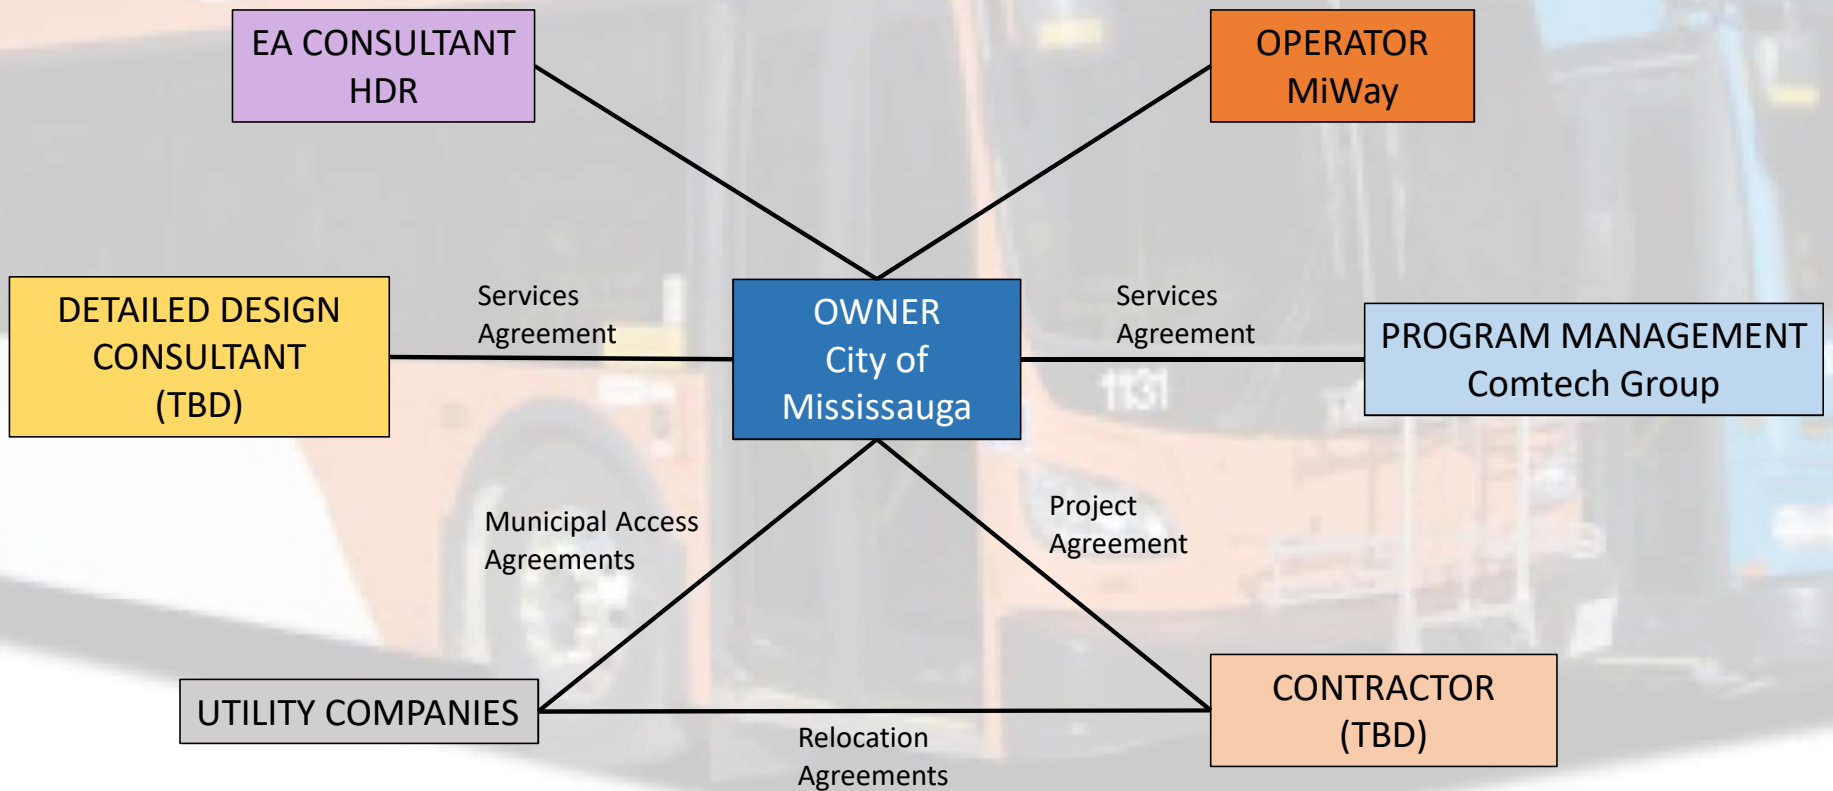 EA CONSULTANT
HDR
OPERATOR
MiWay
DETAILED DESIGN
CONSULTANT
(TBD)
Services
Agreement
OWNER
City of
Mississauga
Services
Agreement
PROGRAM MANAGEMENT
Comtech Group
1131
Municipal Access
Agreements
Project
Agreement
UTILITY COMPANIES
Relocation
Agreements
CONTRACTOR
(TBD)